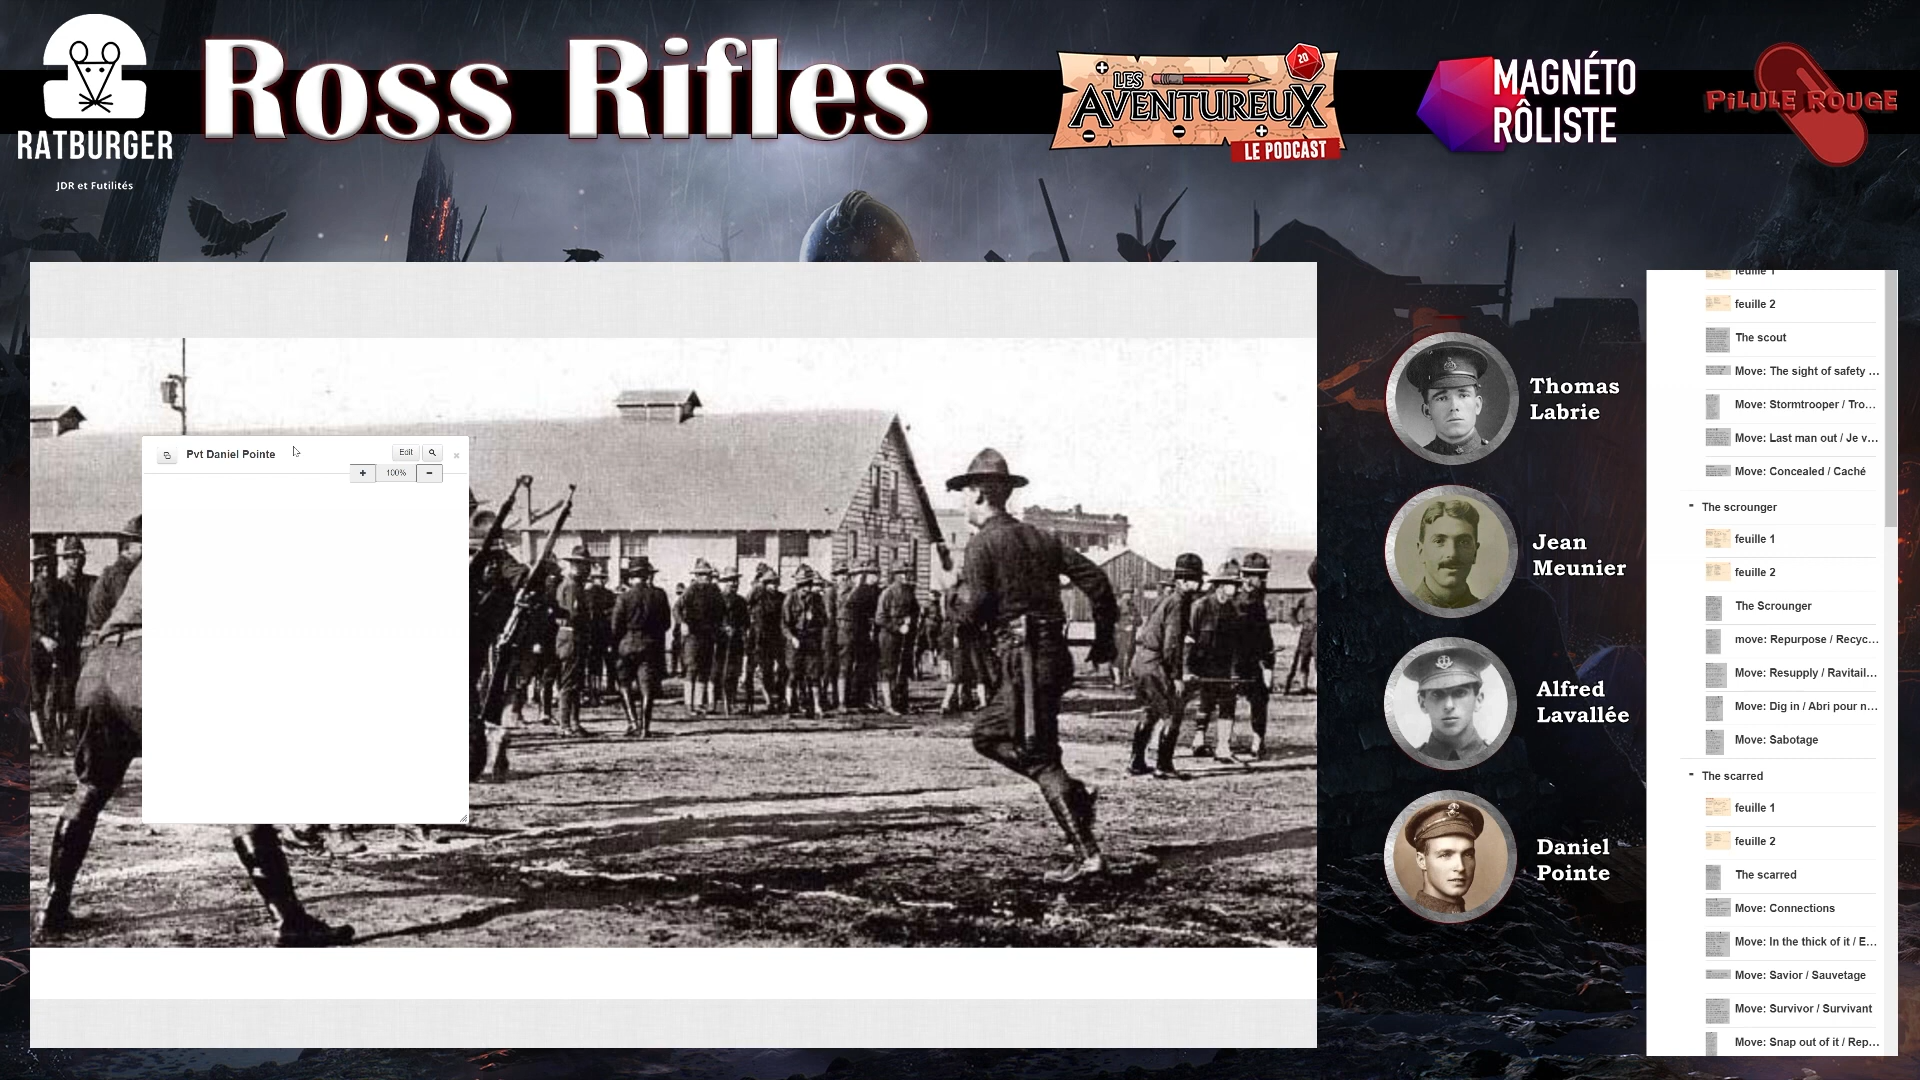 RATBURGER
JDR et Futilités
Ross Rifles
20
LES
AVENTUREUX
LE PODCAST
MAGNÉTO
RÔLISTE
PiLULE ROUGE
Pvt Daniel Pointe
Edit
+ 100% −
Thomas
Labrie
Jean
Meunier
Alfred
Lavallée
Daniel
Pointe
feuille 1
feuille 2
The scout
Move: The sight of safety ...
Move: Stormtrooper / Tro...
Move: Last man out / Je v...
Move: Concealed / Caché
- The scrounger
feuille 1
feuille 2
The Scrounger
move: Repurpose / Recyc...
Move: Resupply / Ravitail...
Move: Dig in / Abri pour n...
Move: Sabotage
- The scarred
feuille 1
feuille 2
The scarred
Move: Connections
Move: In the thick of it / E...
Move: Savior / Sauvetage
Move: Survivor / Survivant
Move: Snap out of it / Rep...